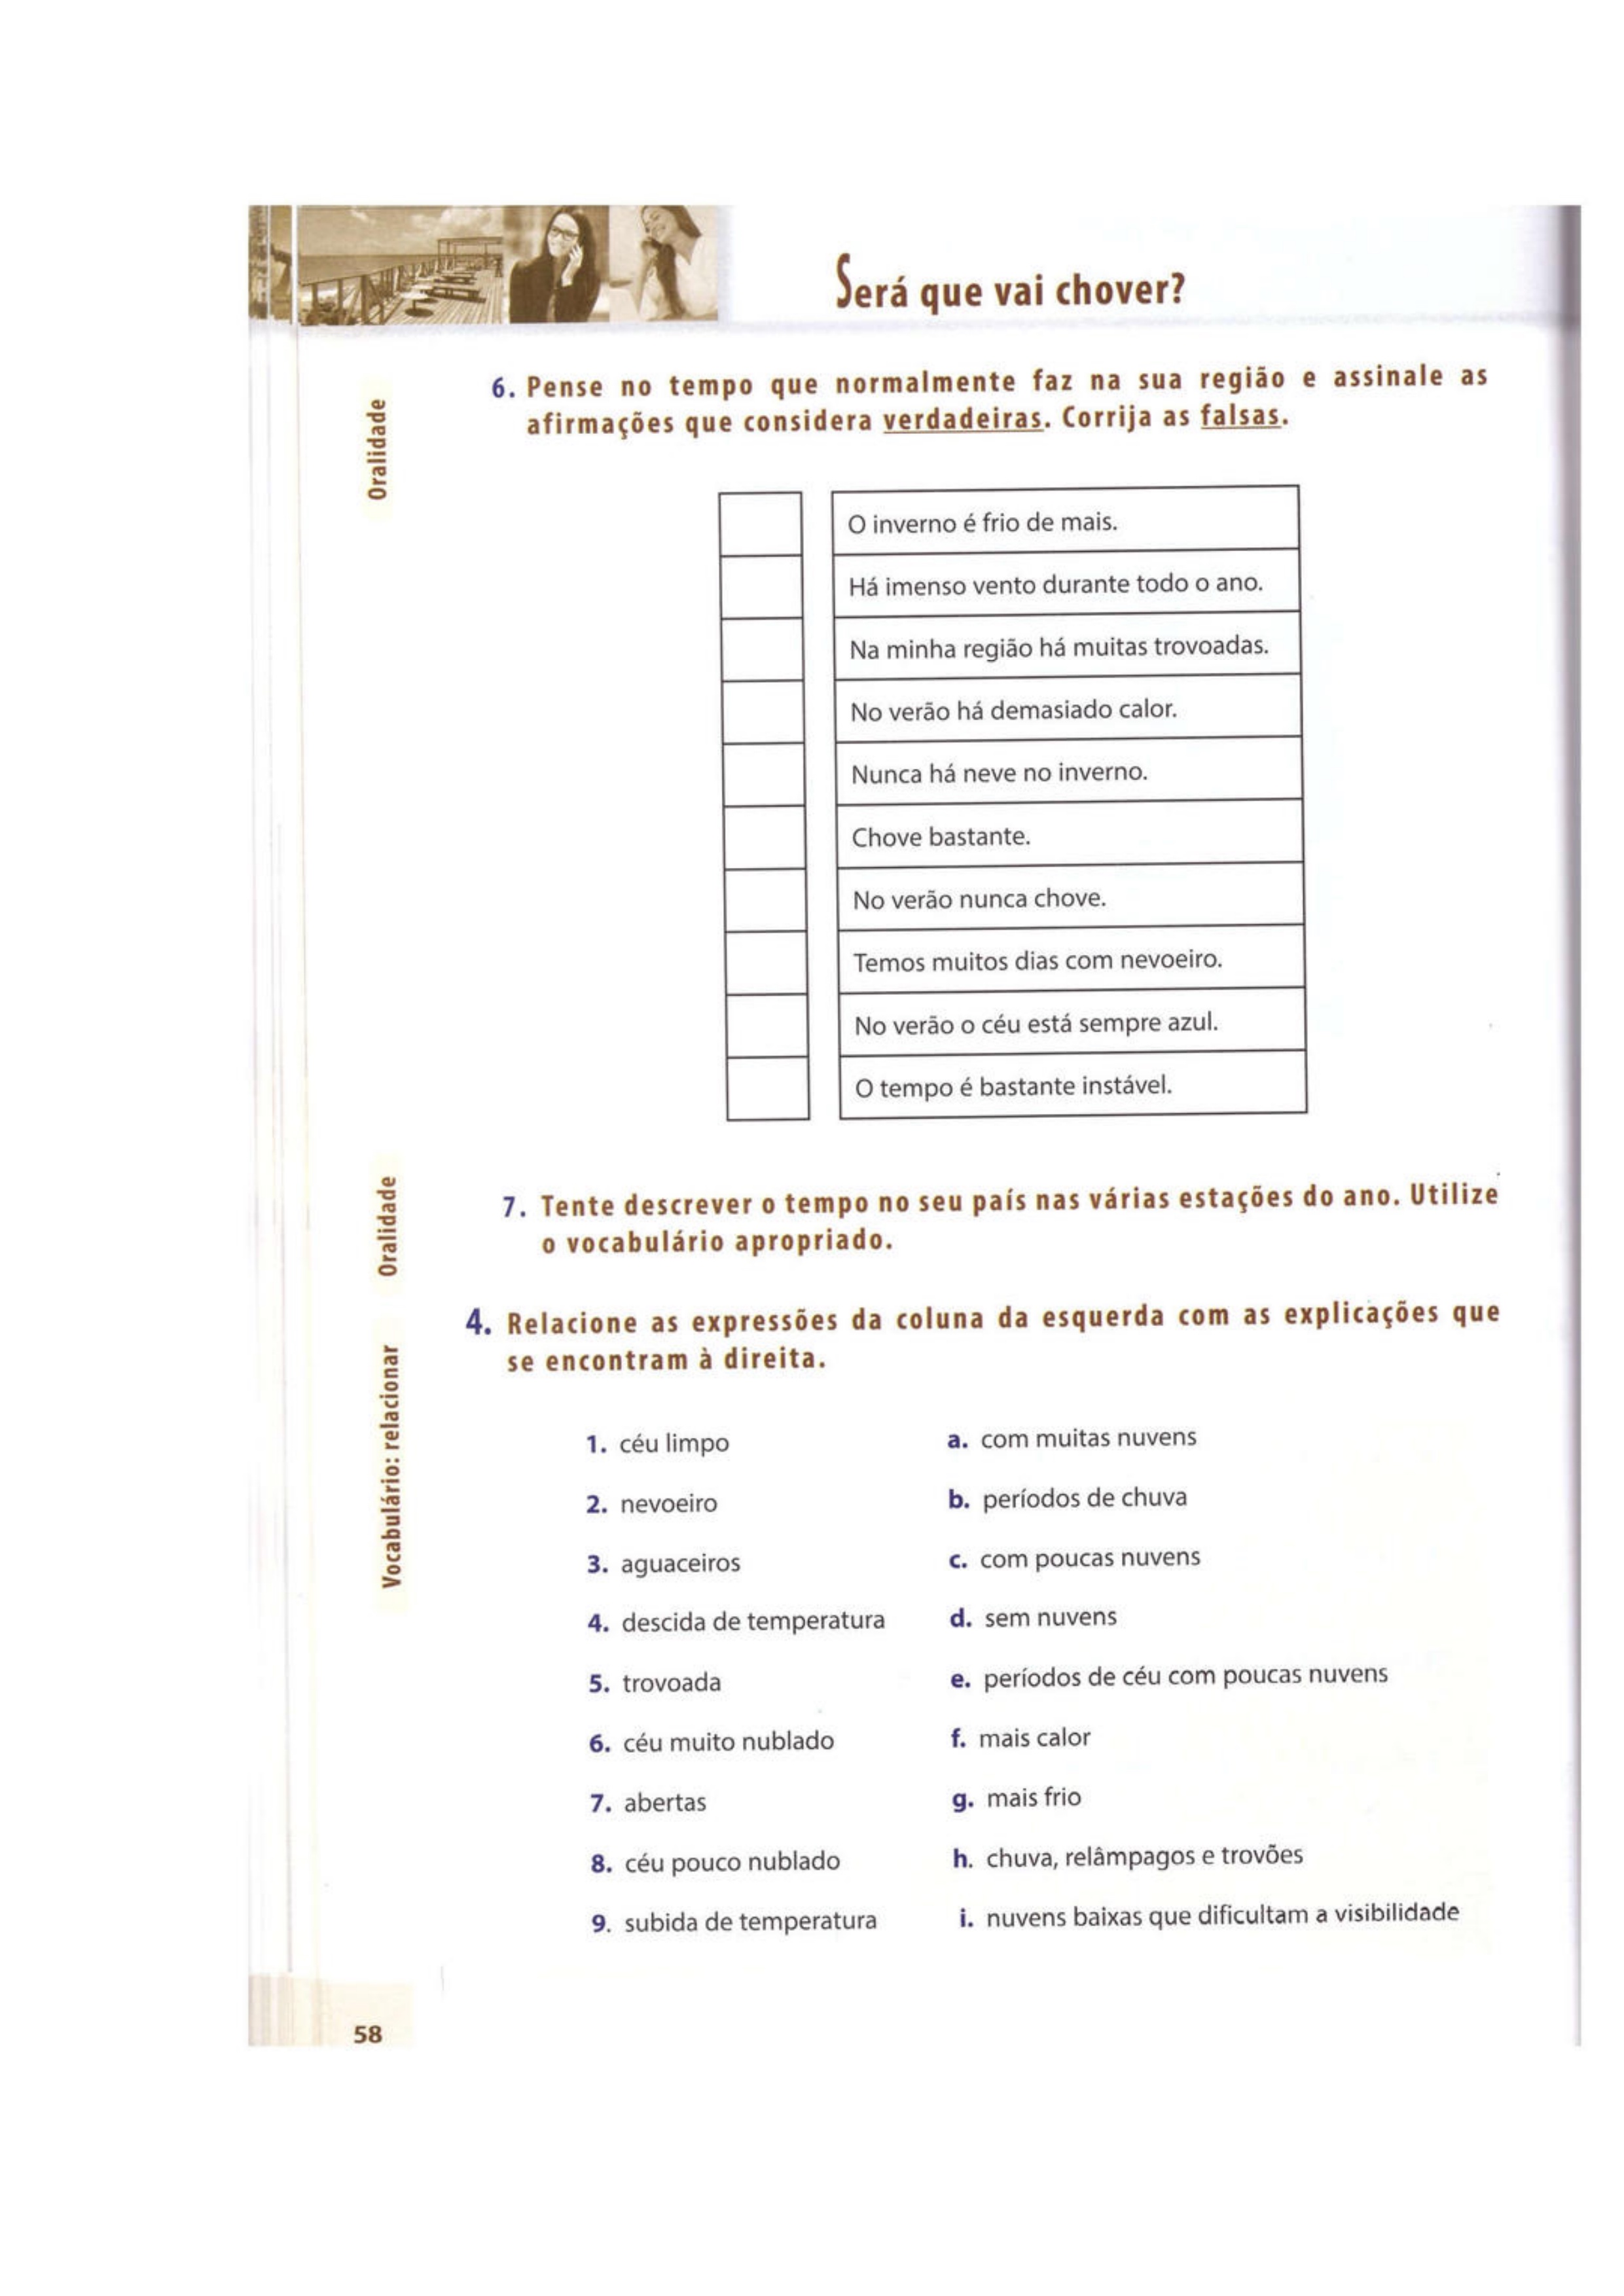 Será que vai chover?
Oralidade
6. Pense no tempo que normalmente faz na sua região e assinale as
afirmações que considera verdadeiras. Corrija as falsas.
O inverno é frio de mais.
Há imenso vento durante todo o ano.
Na minha região há muitas trovoadas.
No verão há demasiado calor.
Nunca há neve no inverno.
Chove bastante.
No verão nunca chove.
Temos muitos dias com nevoeiro.
No verão o céu está sempre azul.
O tempo é bastante instável.
Oralidade
7. Tente descrever o tempo no seu país nas várias estações do ano. Utilize
o vocabulário apropriado.
Vocabulário: relacionar
4. Relacione as expressões da coluna da esquerda com as explicações que
se encontram à direita.
1. céu limpo
2. nevoeiro
3. aguaceiros
4. descida de temperatura
5. trovoada
6. céu muito nublado
7. abertas
8. céu pouco nublado
9. subida de temperatura
a. com muitas nuvens
b. períodos de chuva
c. com poucas nuvens
d. sem nuvens
e. períodos de céu com poucas nuvens
f. mais calor
g. mais frio
h. chuva, relâmpagos e trovões
i. nuvens baixas que dificultam a visibilidade
58